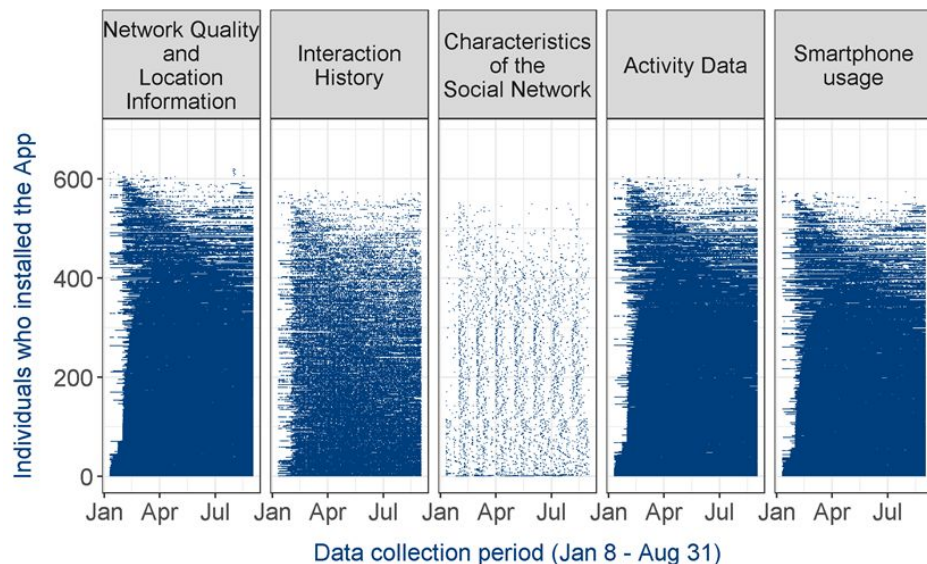 Network Quality
and
Location
Information
Interaction
History
Characteristics
of the
Social Network
Activity Data
Smartphone
usage
Individuals who installed the App
600
400
200
0
Jan Apr Jul Jan Apr Jul Jan Apr Jul Jan Apr Jul Jan Apr Jul
Data collection period (Jan 8 - Aug 31)